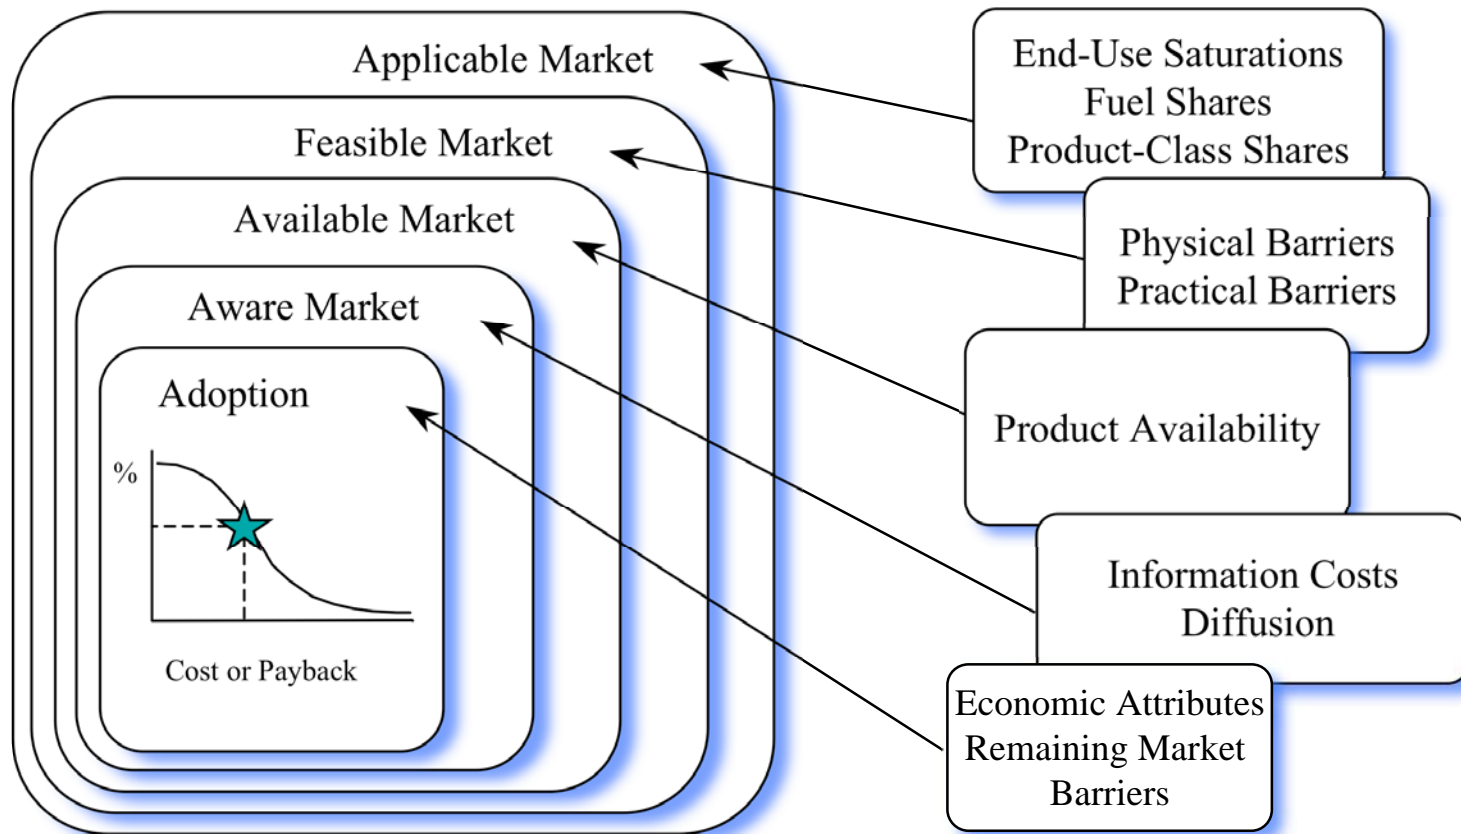 Applicable Market
Feasible Market
Available Market
Aware Market
Adoption
%
Cost or Payback
End-Use Saturations
Fuel Shares
Product-Class Shares
Physical Barriers
Practical Barriers
Product Availability
Information Costs
Diffusion
Economic Attributes
Remaining Market
Barriers